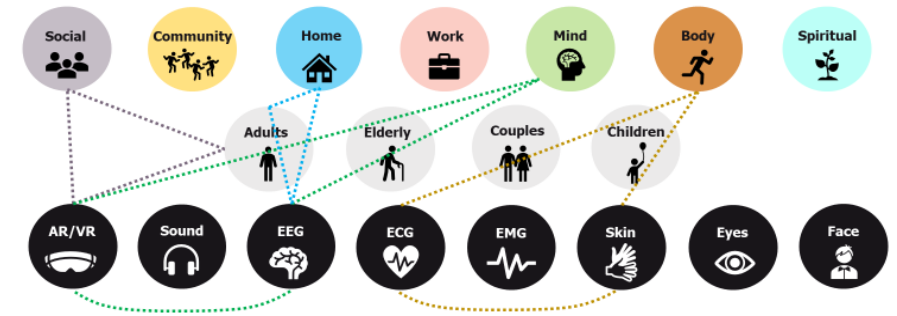 Social
Community
Home
Work
Mind
Body
Spiritual
Adults
Elderly
Couples
Children
AR/VR
Sound
EEG
ECG
EMG
Skin
Eyes
Face